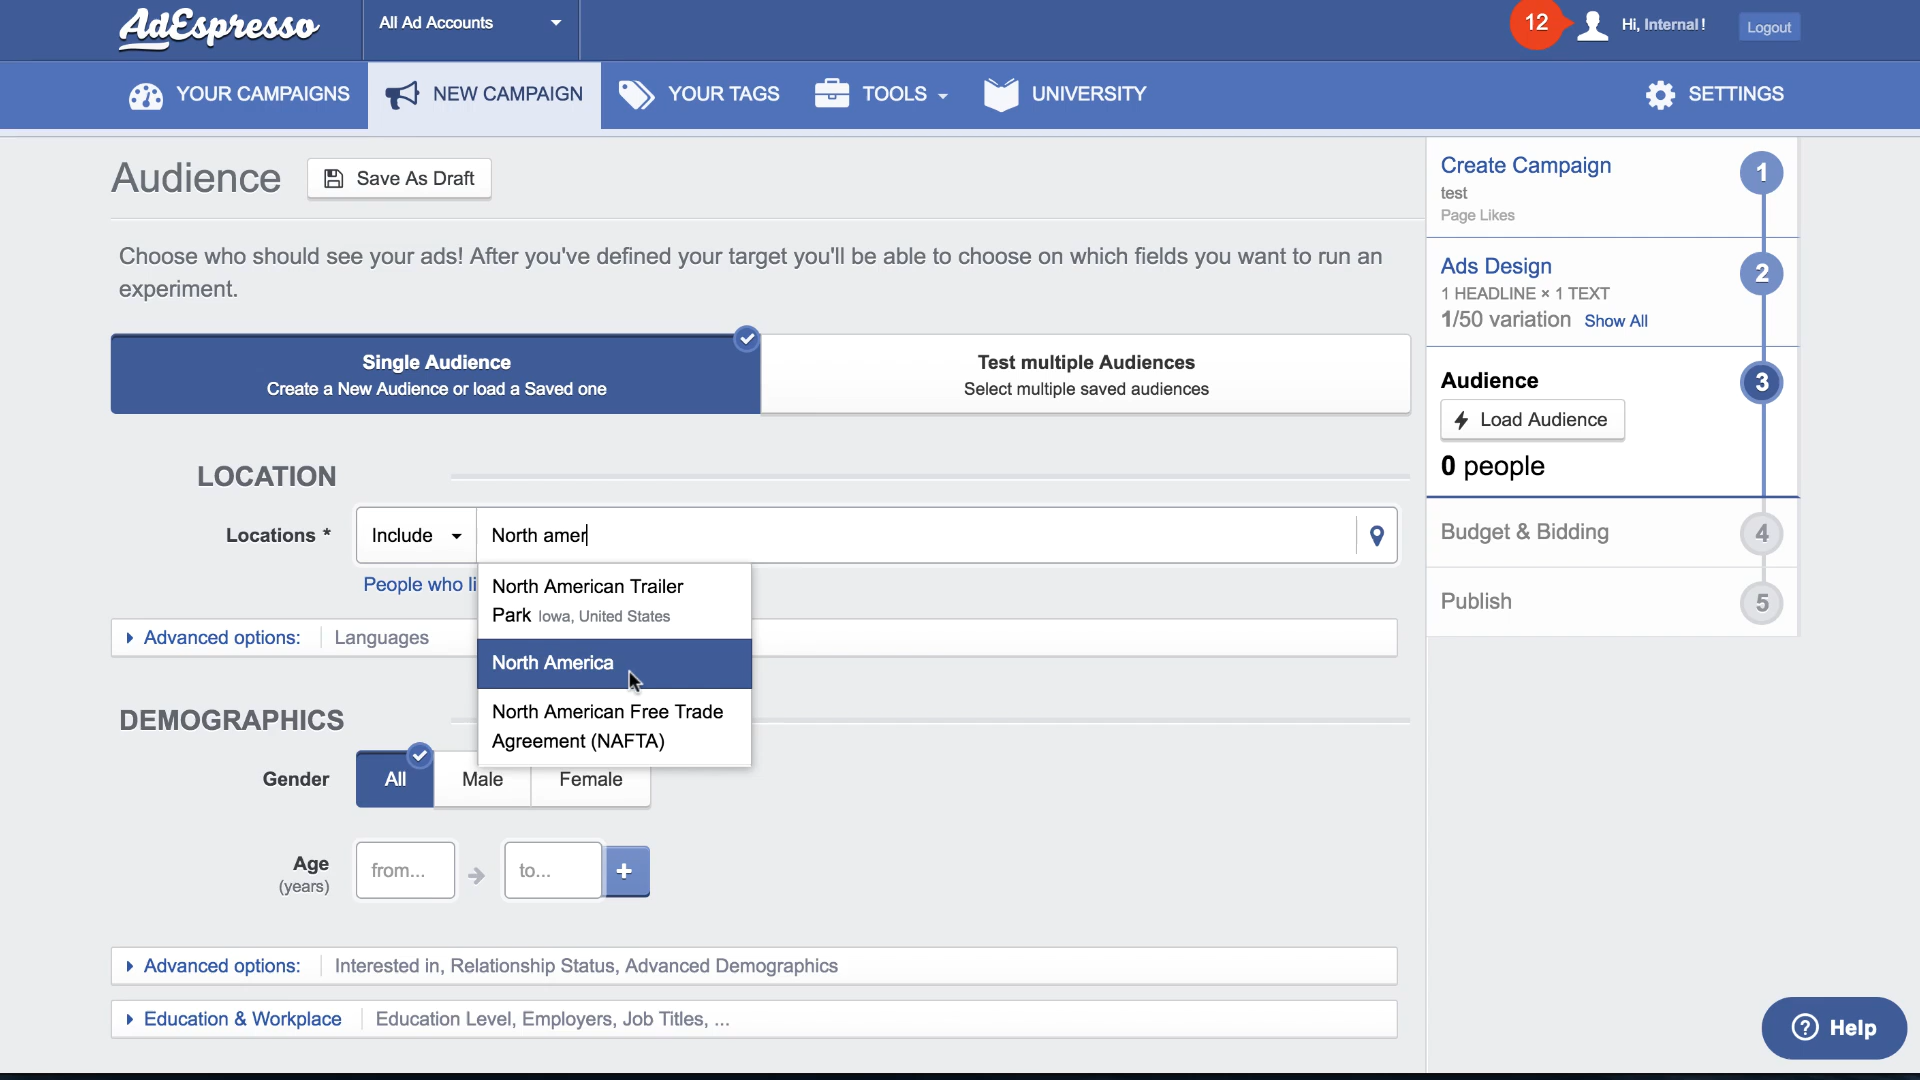 AdEspresso
All Ad Accounts
12
Hi, Internal!
Logout
YOUR CAMPAIGNS
NEW CAMPAIGN
YOUR TAGS
TOOLS
UNIVERSITY
SETTINGS
Audience
Save As Draft
Choose who should see your ads! After you've defined your target you'll be able to choose on which fields you want to run an
experiment.
Single Audience
Create a New Audience or load a Saved one
Test multiple Audiences
Select multiple saved audiences
LOCATION
Locations *
Include
North amer
People who li
North American Trailer
Park Iowa, United States
North America
North American Free Trade
Agreement (NAFTA)
Advanced options:
Languages
DEMOGRAPHICS
Gender
All
Male
Female
Age
(years)
from...
to...
+
Advanced options:
Interested in, Relationship Status, Advanced Demographics
Education & Workplace
Education Level, Employers, Job Titles, ...
Create Campaign
1
test
Page Likes
Ads Design
2
1 HEADLINE × 1 TEXT
1/50 variation Show All
Audience
3
Load Audience
0 people
Budget & Bidding
4
Publish
5
? Help